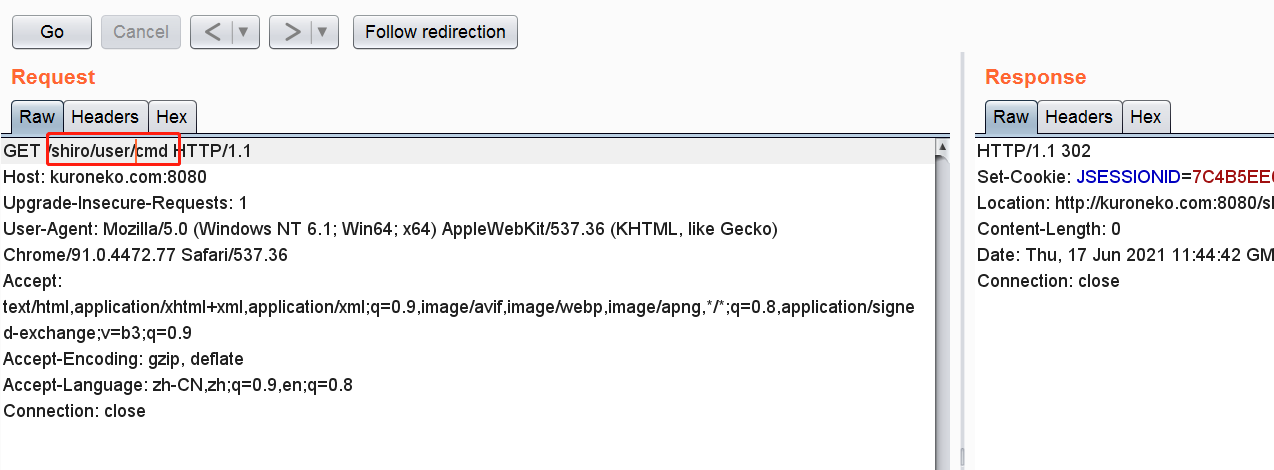 Go Cancel < > Follow redirection
Request
Raw Headers Hex
GET /shiro/user/cmd HTTP/1.1
Host: kuroneko.com:8080
Upgrade-Insecure-Requests: 1
User-Agent: Mozilla/5.0 (Windows NT 6.1; Win64; x64) AppleWebKit/537.36 (KHTML, like Gecko)
Chrome/91.0.4472.77 Safari/537.36
Accept:
text/html,application/xhtml+xml,application/xml;q=0.9,image/avif,image/webp,image/apng,*/*;q=0.8,application/signe
d-exchange;v=b3;q=0.9
Accept-Encoding: gzip, deflate
Accept-Language: zh-CN,zh;q=0.9,en;q=0.8
Connection: close
Response
Raw Headers Hex
HTTP/1.1 302
Set-Cookie: JSESSIONID=7C4B5EE
Location: http://kuroneko.com:8080/s
Content-Length: 0
Date: Thu, 17 Jun 2021 11:44:42 GM
Connection: close